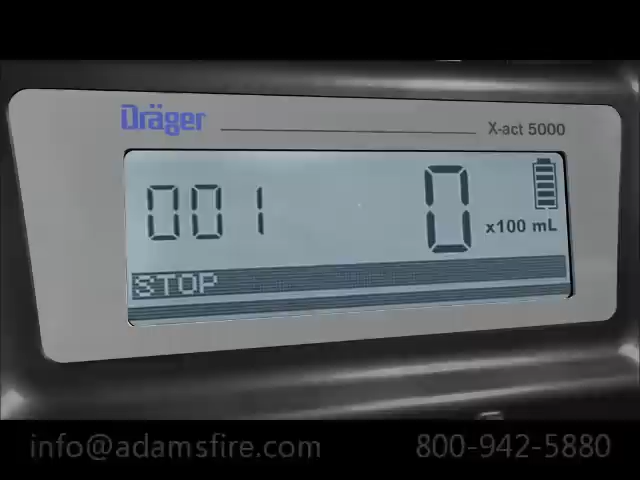 Dräger
X-act 5000
001 0 x100 mL
STOP
info@adamsfire.com 800-942-5880